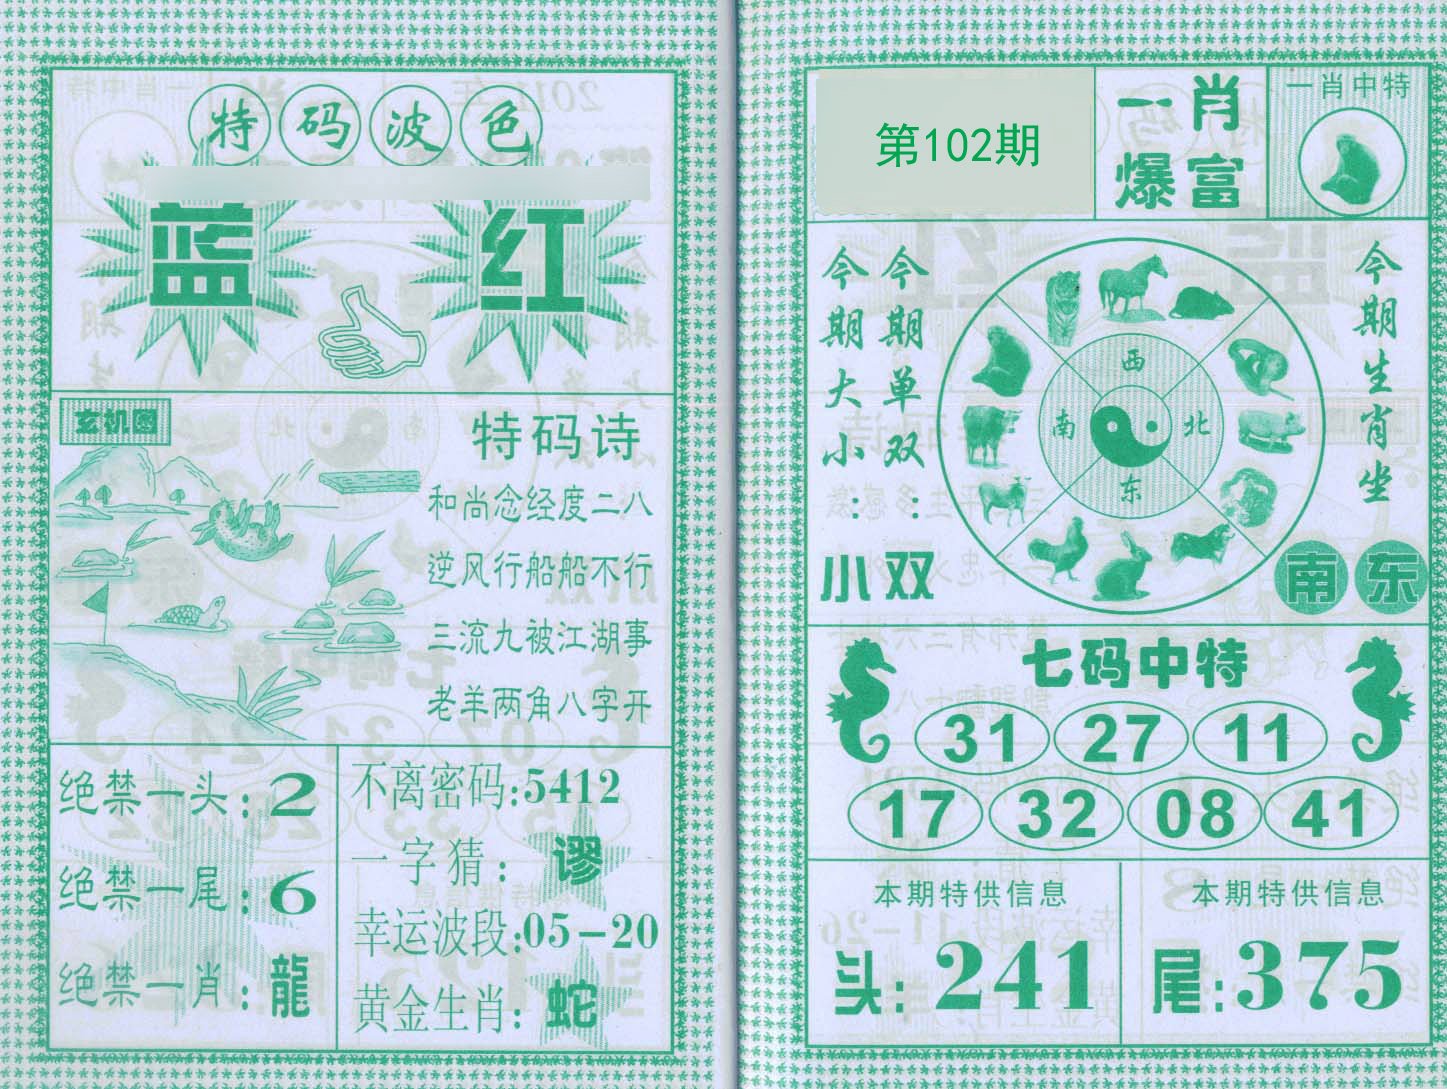 特码波色
蓝 红
玄机图
特码诗
和尚念经度二八
逆风行船船不行
三流九被江湖事
老羊两角八字开
绝禁一头:2
绝禁一尾:6
绝禁一肖:龍
不离密码:5412
一字猜:谬
幸运波段:05-20
黄金生肖:蛇
第102期
一肖
爆富
一肖中特
今期大小:小
今期单双:双
西
南 北
东
今期生肖坐
南 东
七码中特
31 27 11
17 32 08 41
本期特供信息
头:241
本期特供信息
尾:375